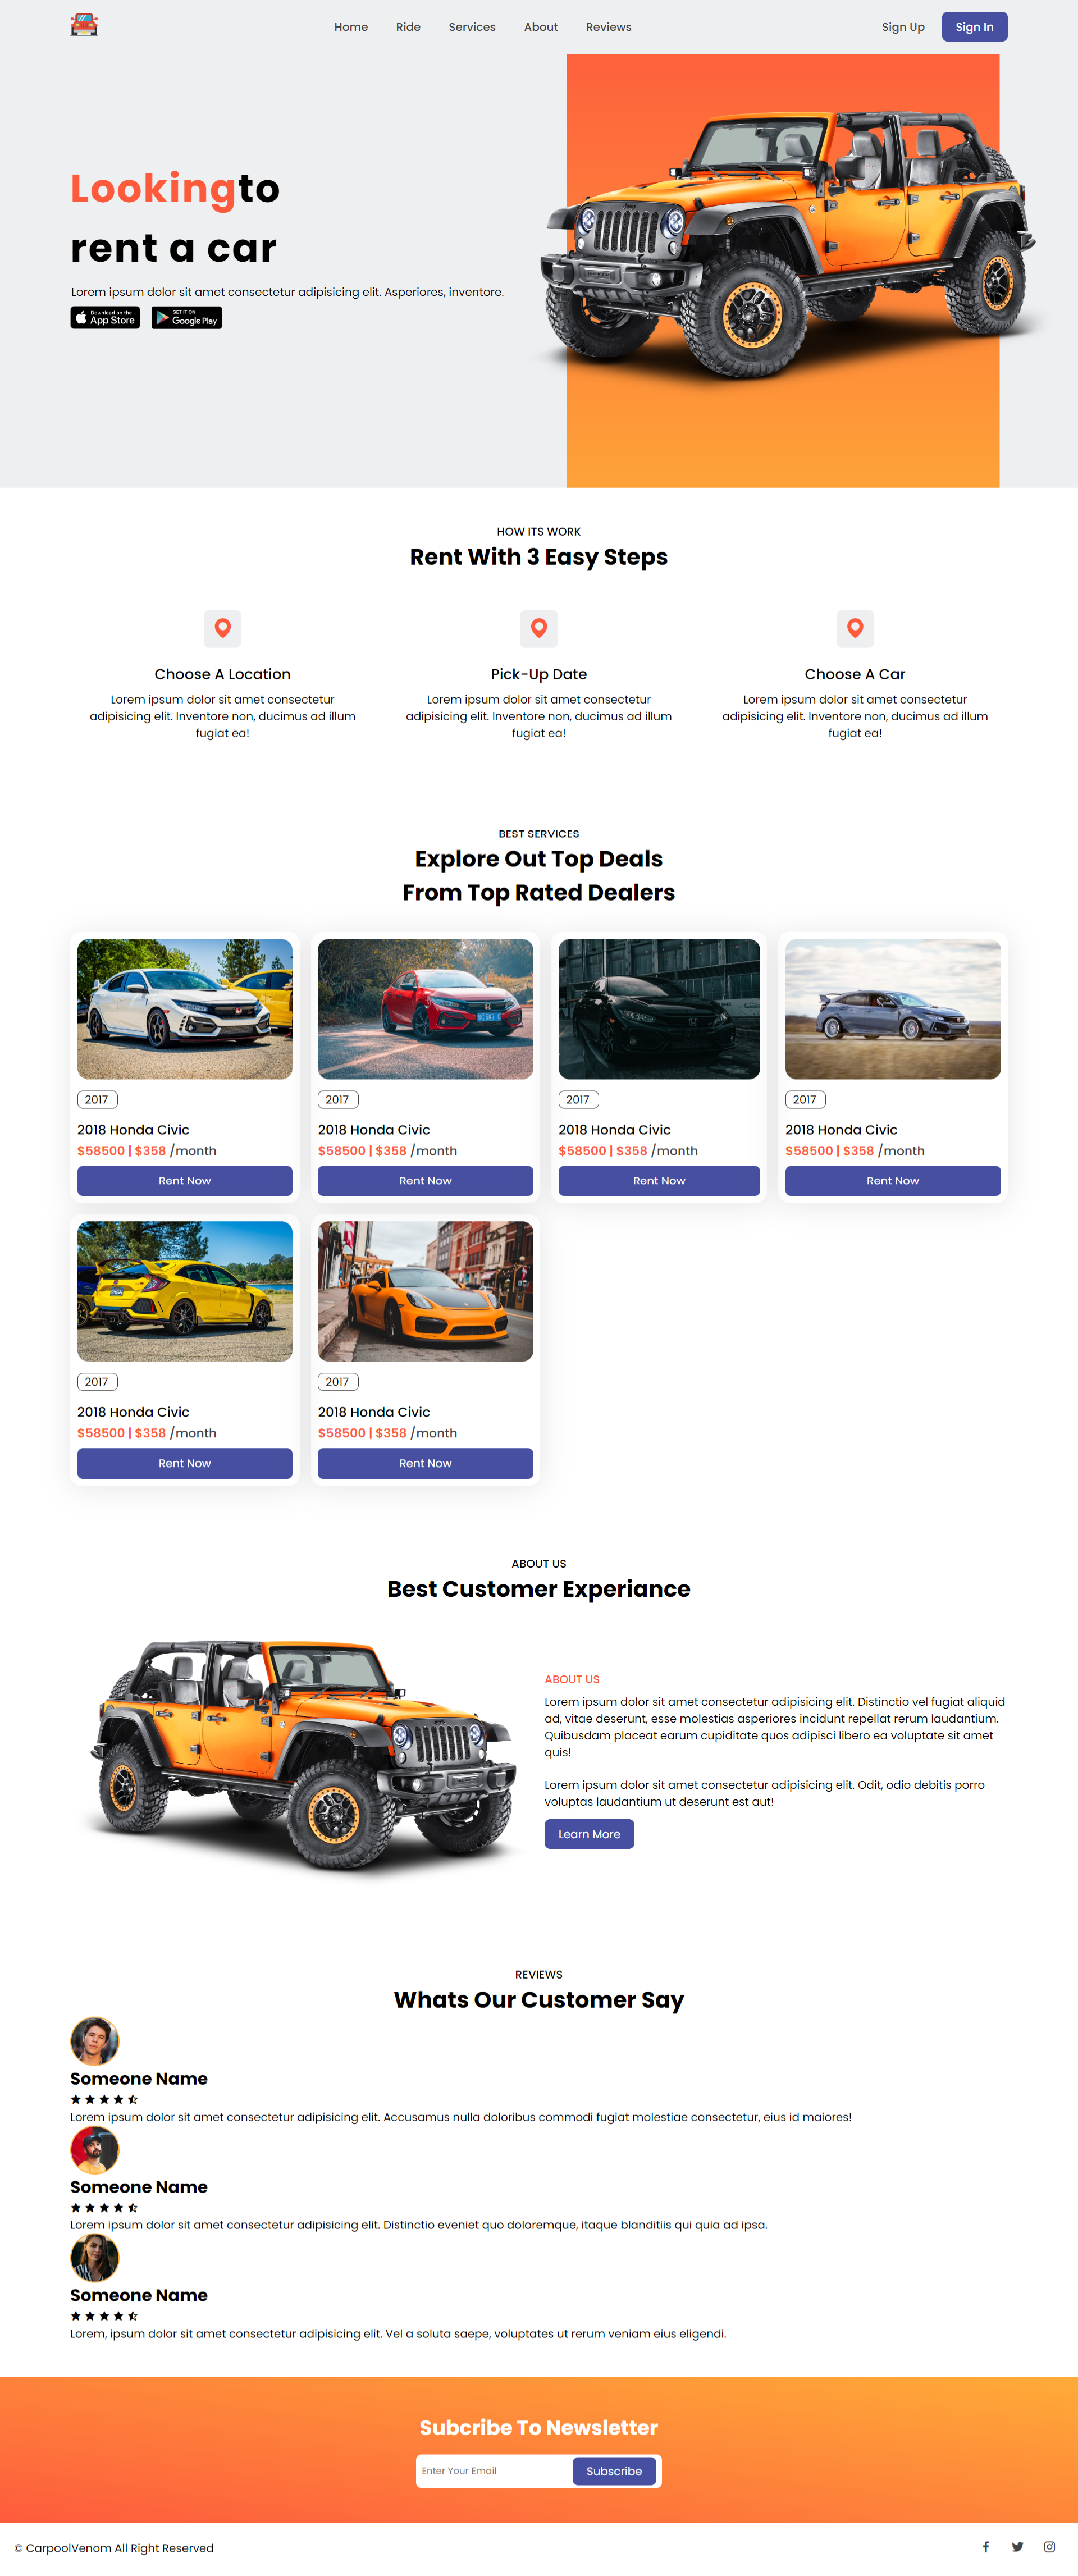 Home Ride Services About Reviews Sign Up Sign In
Lookingto
rent a car
Lorem ipsum dolor sit amet consectetur adipisicing elit. Asperiores, inventore.
Download on the
App Store
GET IT ON
Google Play
HOW ITS WORK
Rent With 3 Easy Steps
Choose A Location
Lorem ipsum dolor sit amet consectetur
adipisicing elit. Inventore non, ducimus ad illum
fugiat ea!
Pick-Up Date
Lorem ipsum dolor sit amet consectetur
adipisicing elit. Inventore non, ducimus ad illum
fugiat ea!
Choose A Car
Lorem ipsum dolor sit amet consectetur
adipisicing elit. Inventore non, ducimus ad illum
fugiat ea!
BEST SERVICES
Explore Out Top Deals
From Top Rated Dealers
2017
2018 Honda Civic
$58500 | $358 /month
Rent Now
2017
2018 Honda Civic
$58500 | $358 /month
Rent Now
2017
2018 Honda Civic
$58500 | $358 /month
Rent Now
2017
2018 Honda Civic
$58500 | $358 /month
Rent Now
2017
2018 Honda Civic
$58500 | $358 /month
Rent Now
2017
2018 Honda Civic
$58500 | $358 /month
Rent Now
ABOUT US
Best Customer Experiance
ABOUT US
Lorem ipsum dolor sit amet consectetur adipisicing elit. Distinctio vel fugiat aliquid
ad, vitae deserunt, esse molestias asperiores incidunt repellat rerum laudantium.
Quibusdam placeat earum cupiditate quos adipisci libero ea voluptate sit amet
quis!
Lorem ipsum dolor sit amet consectetur adipisicing elit. Odit, odio debitis porro
voluptas laudantium ut deserunt est aut!
Learn More
REVIEWS
Whats Our Customer Say
Someone Name
Lorem ipsum dolor sit amet consectetur adipisicing elit. Accusamus nulla doloribus commodi fugiat molestiae consectetur, eius id maiores!
Someone Name
Lorem ipsum dolor sit amet consectetur adipisicing elit. Distinctio eveniet quo doloremque, itaque blanditiis qui quia ad ipsa.
Someone Name
Lorem, ipsum dolor sit amet consectetur adipisicing elit. Vel a soluta saepe, voluptates ut rerum veniam eius eligendi.
Subcribe To Newsletter
Enter Your Email
Subscribe
© CarpoolVenom All Right Reserved